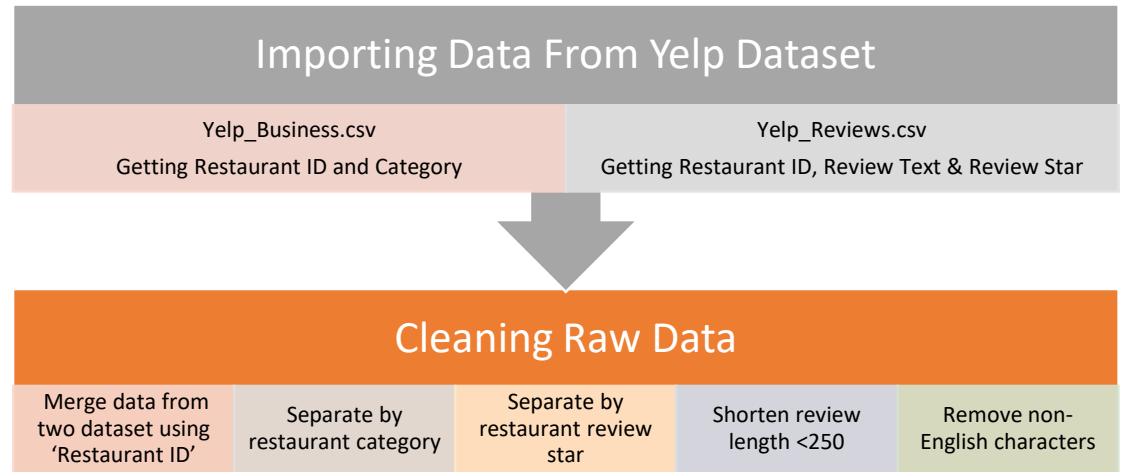 Importing Data From Yelp Dataset
Yelp_Business.csv
Getting Restaurant ID and Category
Yelp_Reviews.csv
Getting Restaurant ID, Review Text & Review Star
Cleaning Raw Data
Merge data from
two dataset using
‘Restaurant ID’
Separate by
restaurant category
Separate by
restaurant review
star
Shorten review
length <250
Remove non-
English characters